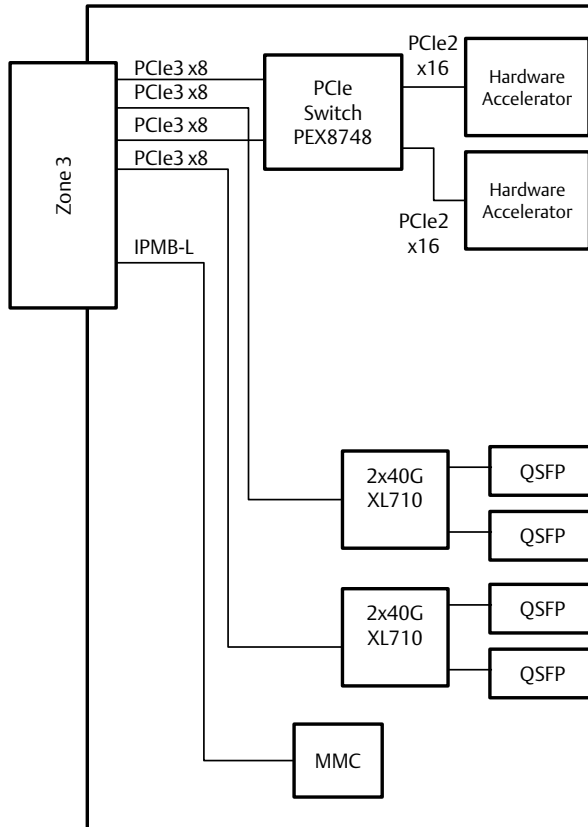 PCIe3 x8
PCIe3 x8
PCIe3 x8
PCIe3 x8
IPMB-L
Zone 3
PCIe
Switch
PEX8748
PCIe2
x16
Hardware
Accelerator
PCIe2
x16
Hardware
Accelerator
2x40G
XL710
QSFP
QSFP
2x40G
XL710
QSFP
QSFP
MMC